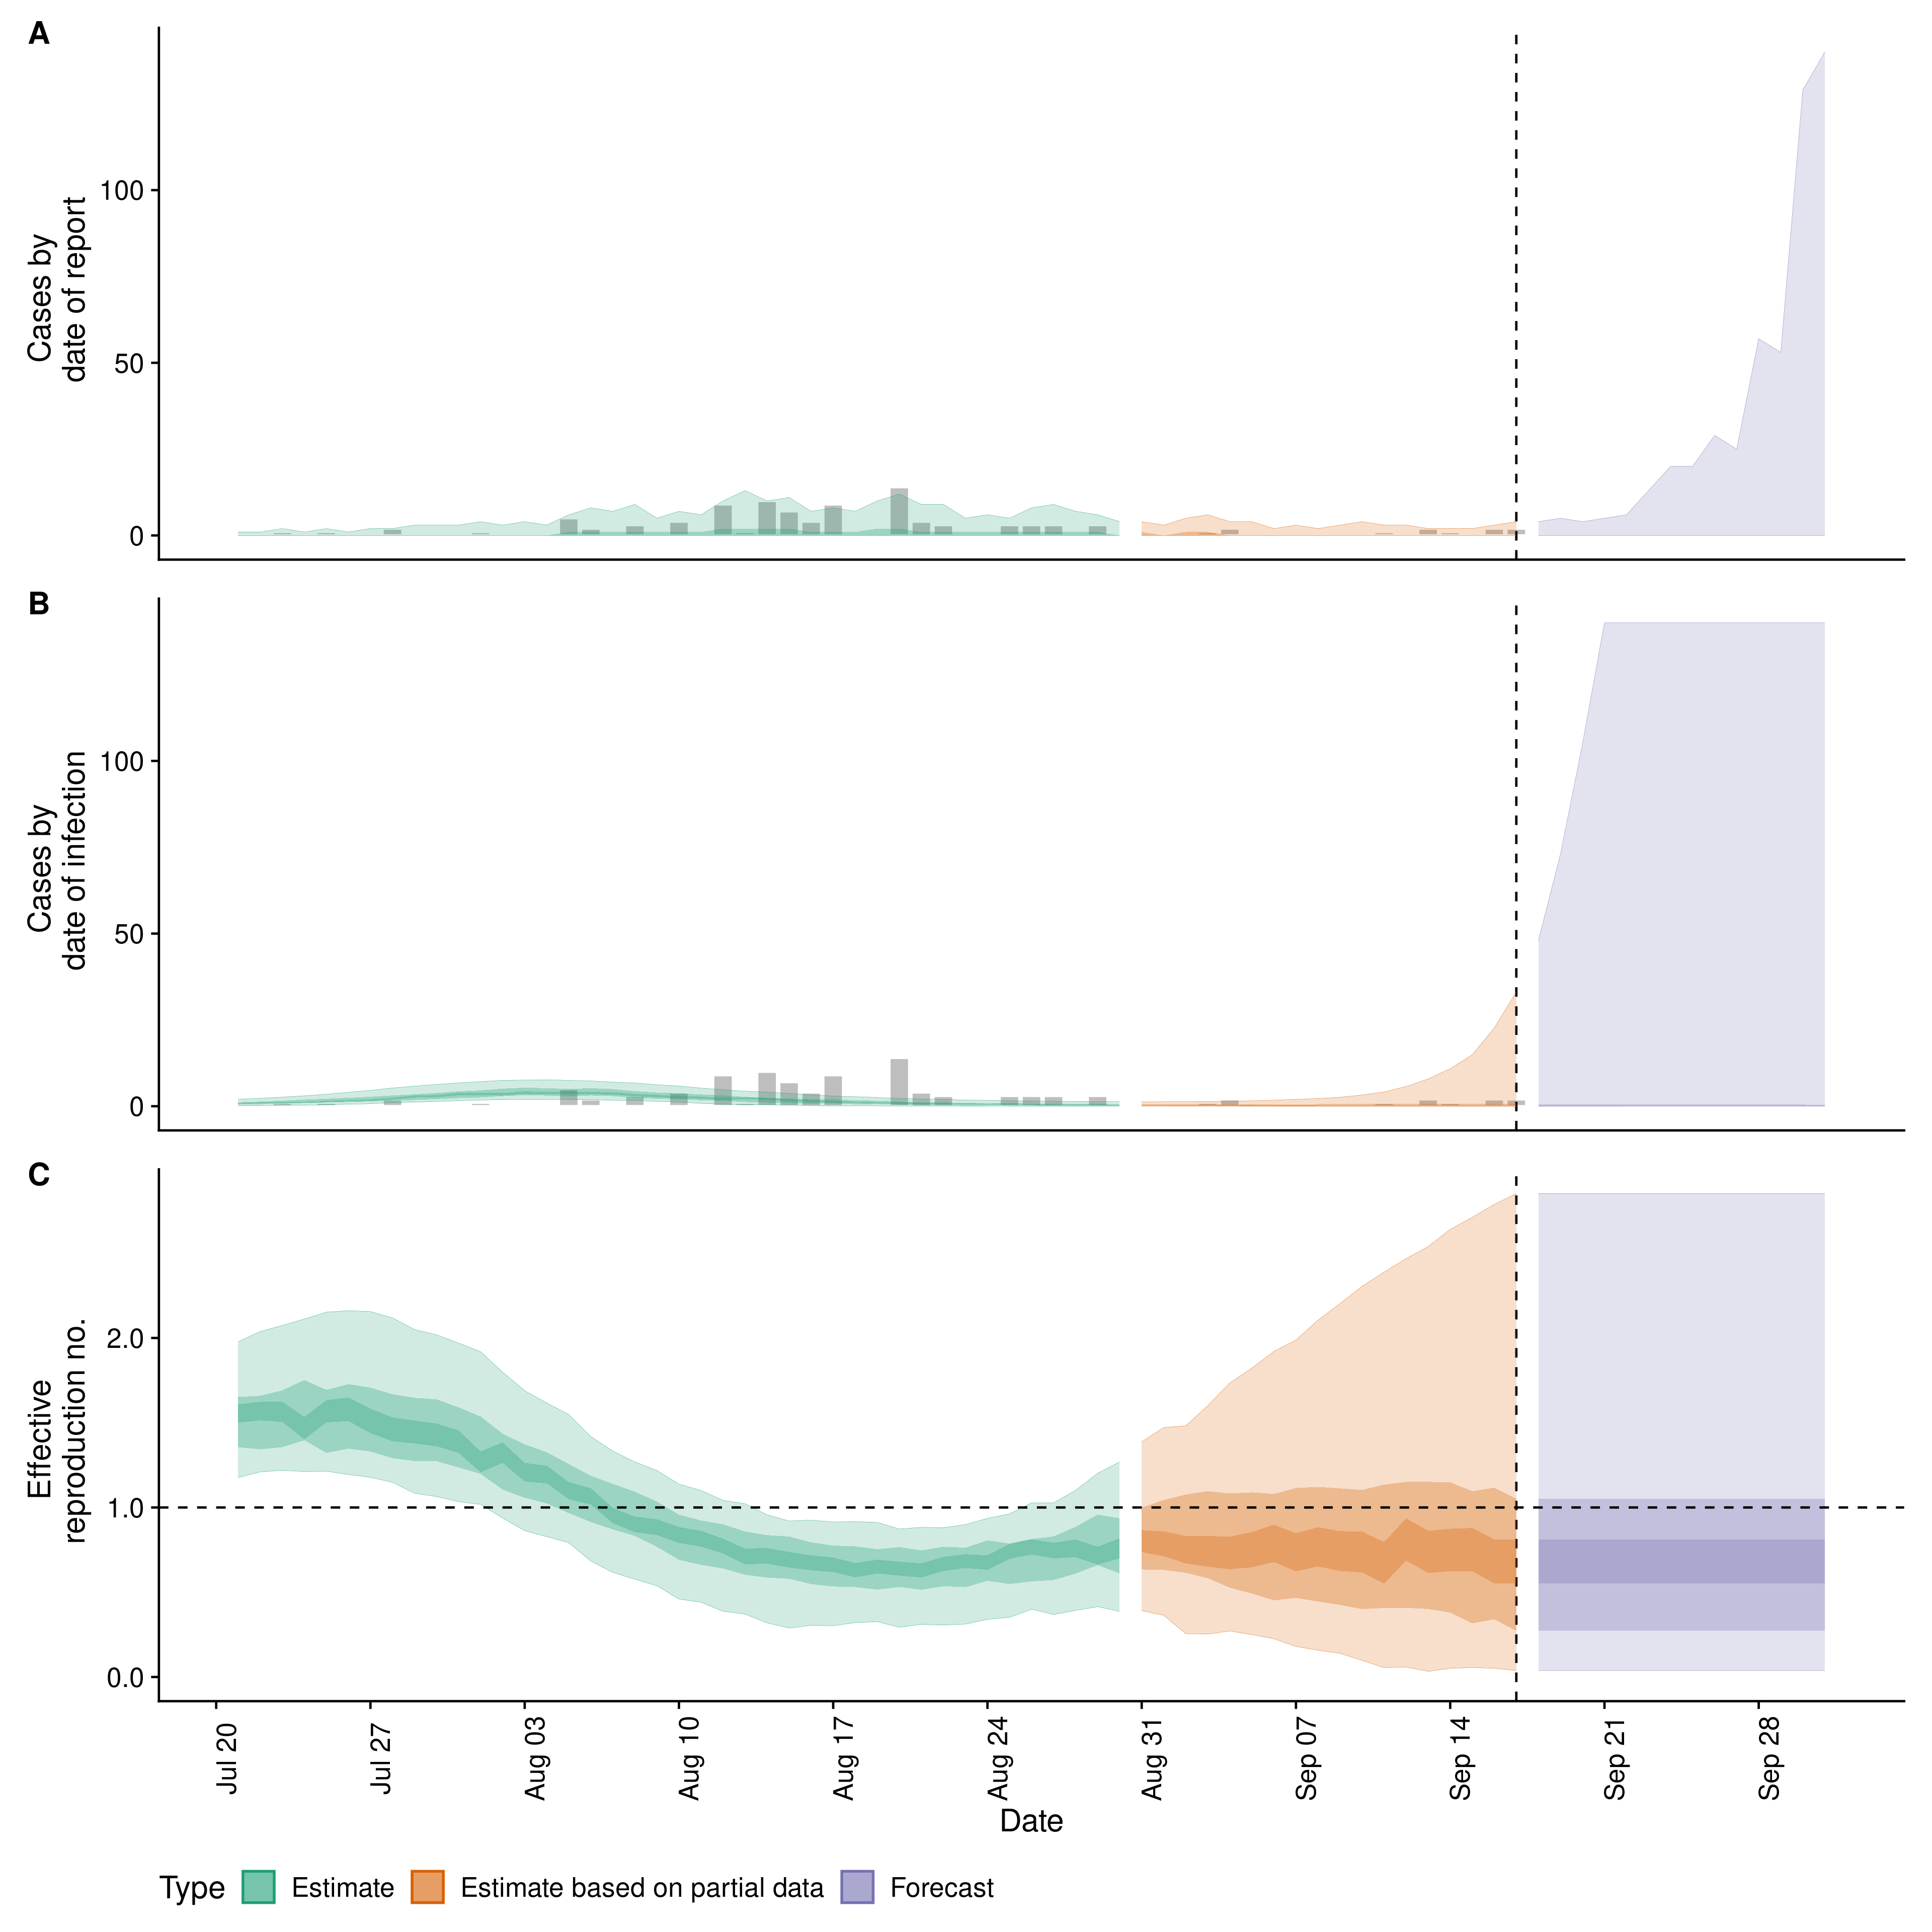 A
Cases by
date of report
100
50
0
B
Cases by
date of infection
100
50
0
C
Effective
reproduction no.
2.0
1.0
0.0
Jul 20
Jul 27
Aug 03
Aug 10
Aug 17
Aug 24
Aug 31
Sep 07
Sep 14
Sep 21
Sep 28
Date
Type Estimate Estimate based on partial data Forecast